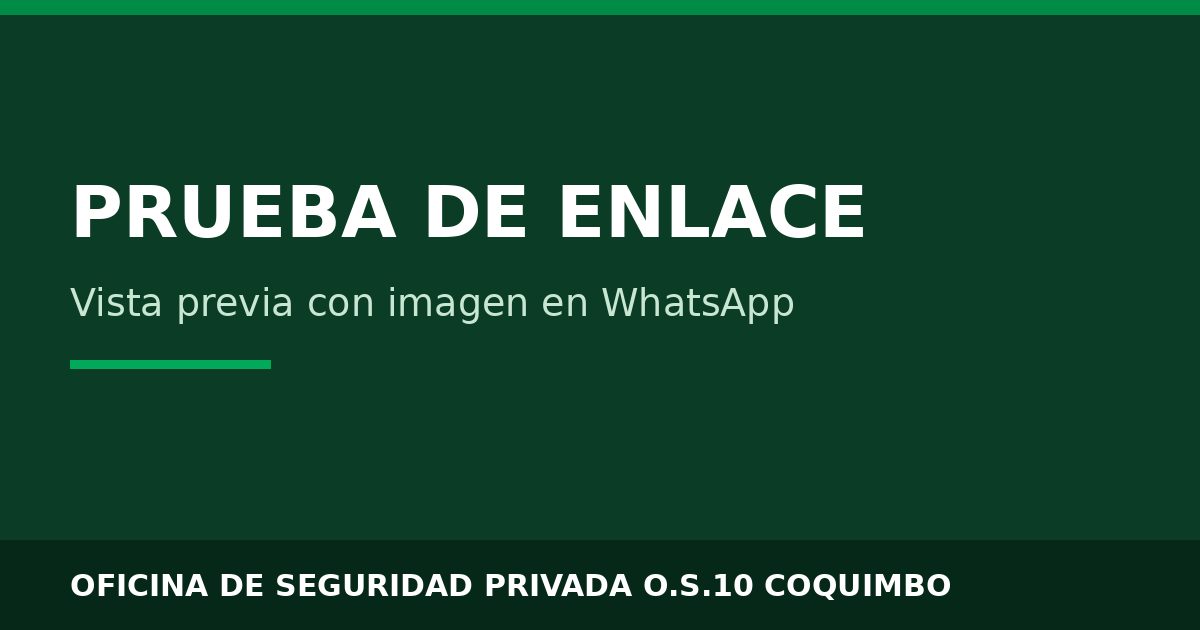 PRUEBA DE ENLACE
Vista previa con imagen en WhatsApp
OFICINA DE SEGURIDAD PRIVADA O.S.10 COQUIMBO